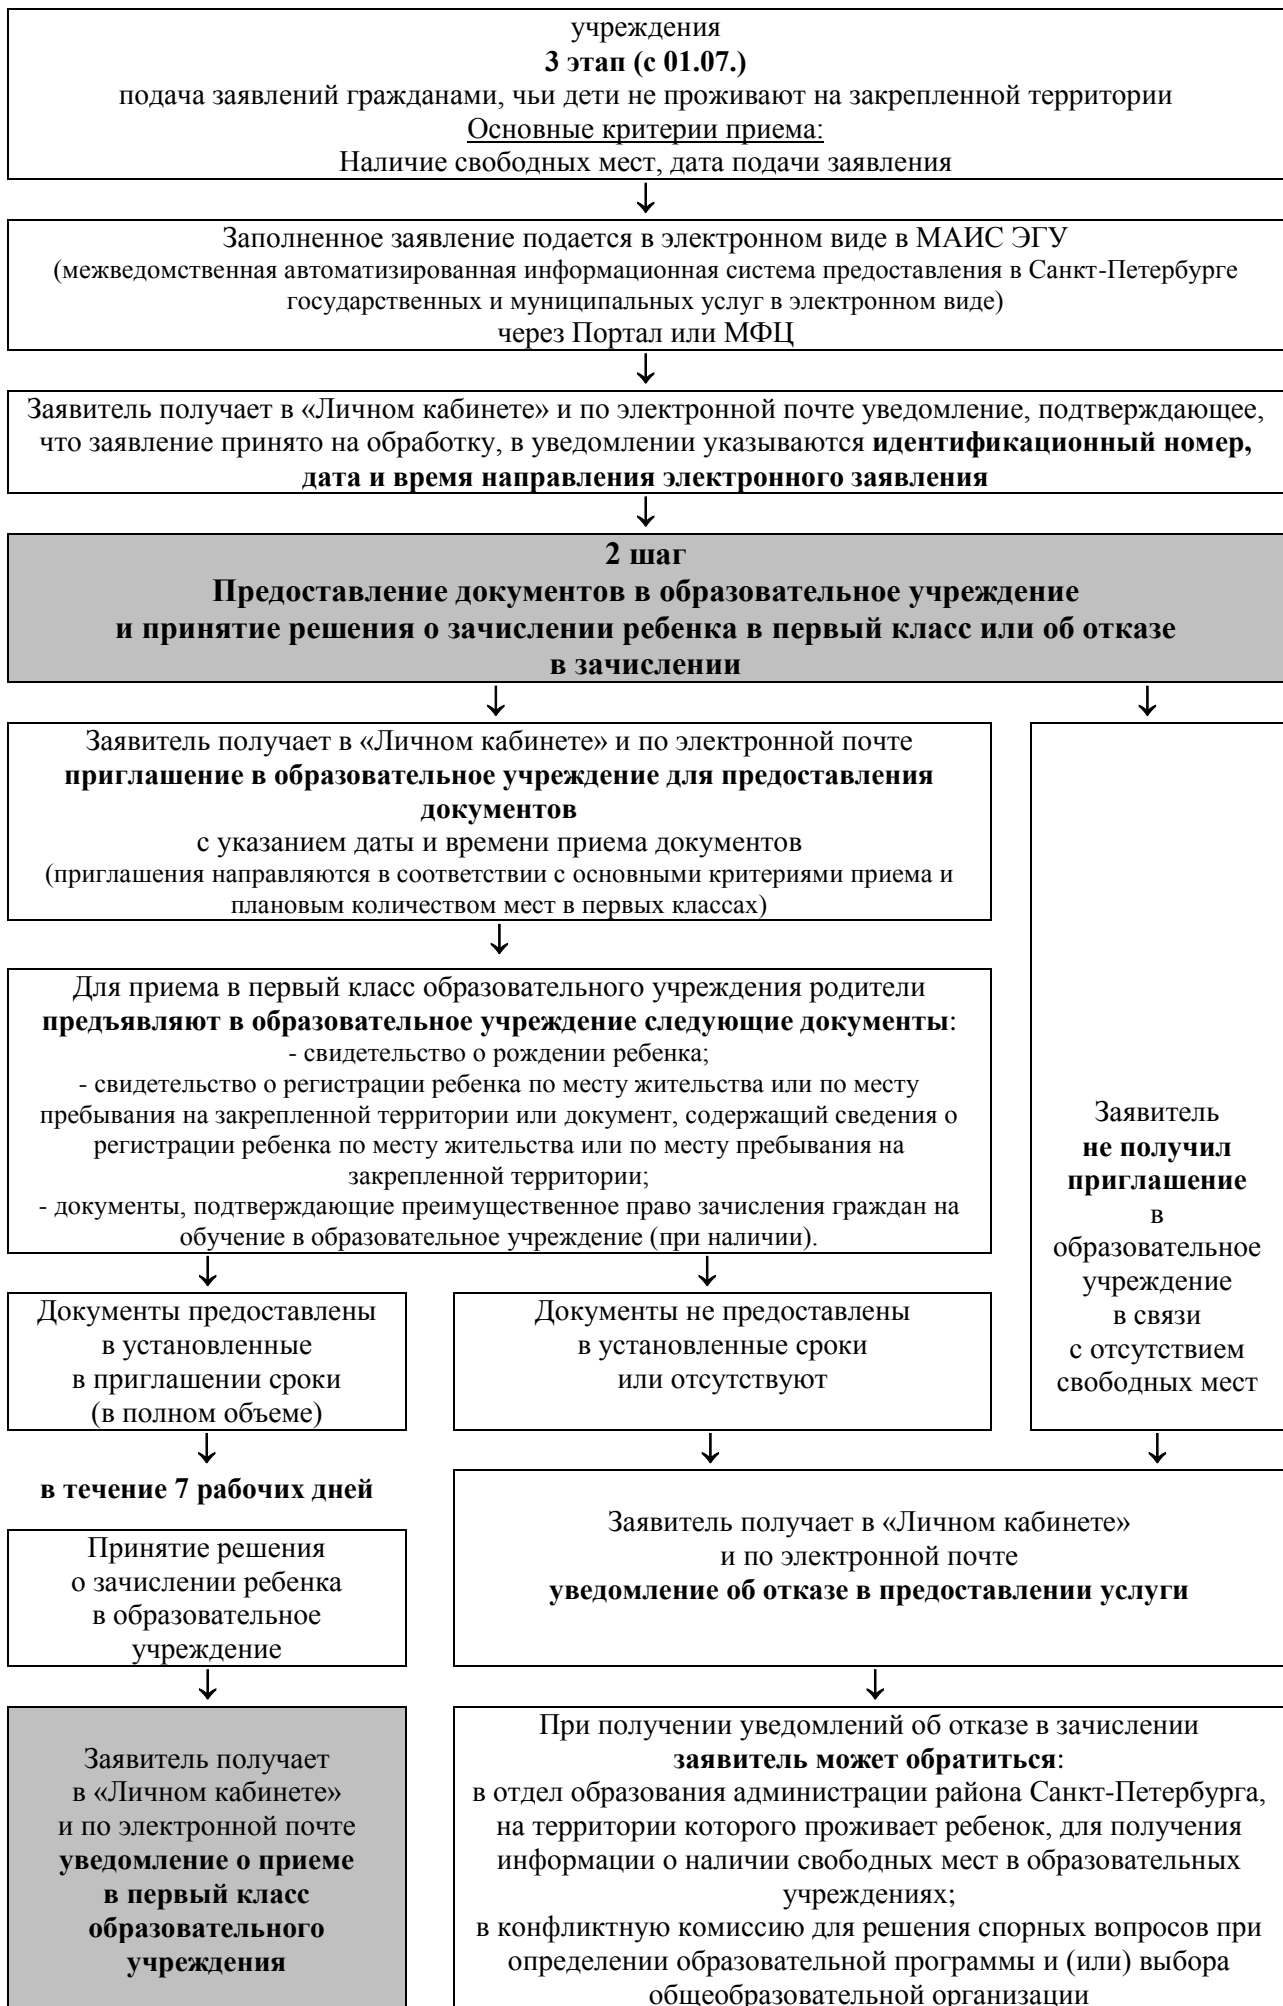 учреждения
3 этап (с 01.07.)
подача заявлений гражданами, чьи дети не проживают на закрепленной территории
Основные критерии приема:
Наличие свободных мест, дата подачи заявления
Заполненное заявление подается в электронном виде в МАИС ЭГУ
(межведомственная автоматизированная информационная система предоставления в Санкт-Петербурге
государственных и муниципальных услуг в электронном виде)
через Портал или МФЦ
Заявитель получает в «Личном кабинете» и по электронной почте уведомление, подтверждающее,
что заявление принято на обработку, в уведомлении указываются идентификационный номер,
дата и время направления электронного заявления
2 шаг
Предоставление документов в образовательное учреждение
и принятие решения о зачислении ребенка в первый класс или об отказе
в зачислении
Заявитель получает в «Личном кабинете» и по электронной почте
приглашение в образовательное учреждение для предоставления
документов
с указанием даты и времени приема документов
(приглашения направляются в соответствии с основными критериями приема и
плановым количеством мест в первых классах)
Для приема в первый класс образовательного учреждения родители
предъявляют в образовательное учреждение следующие документы:
- свидетельство о рождении ребенка;
- свидетельство о регистрации ребенка по месту жительства или по месту
пребывания на закрепленной территории или документ, содержащий сведения о
регистрации ребенка по месту жительства или по месту пребывания на
закрепленной территории;
- документы, подтверждающие преимущественное право зачисления граждан на
обучение в образовательное учреждение (при наличии).
Заявитель
не получил
приглашение
в
образовательное
учреждение
в связи
с отсутствием
свободных мест
Документы предоставлены
в установленные
в приглашении сроки
(в полном объеме)
Документы не предоставлены
в установленные сроки
или отсутствуют
в течение 7 рабочих дней
Принятие решения
о зачислении ребенка
в образовательное
учреждение
Заявитель получает в «Личном кабинете»
и по электронной почте
уведомление об отказе в предоставлении услуги
Заявитель получает
в «Личном кабинете»
и по электронной почте
уведомление о приеме
в первый класс
образовательного
учреждения
При получении уведомлений об отказе в зачислении
заявитель может обратиться:
в отдел образования администрации района Санкт-Петербурга,
на территории которого проживает ребенок, для получения
информации о наличии свободных мест в образовательных
учреждениях;
в конфликтную комиссию для решения спорных вопросов при
определении образовательной программы и (или) выбора
общеобразовательной организации